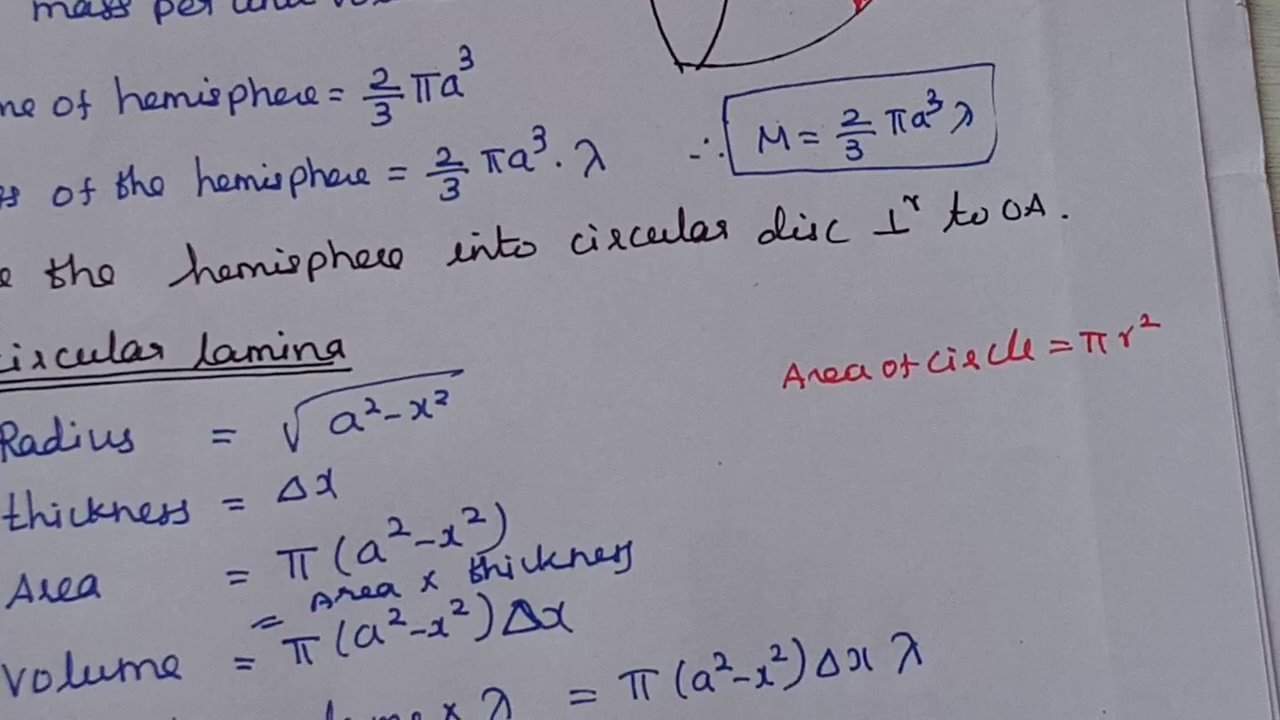 mass per unit
of hemisphere = 2/3 πa³
of the hemisphere = 2/3 πa³ . λ
∴ M = 2/3 πa³ λ
the hemisphere into circular disc ⊥ʳ to OA.
circular lamina
Area of circle = πr²
Radius = √(a²-x²)
thickness = Δx
Area = π(a²-x²)
= Area × thickness
volume = π(a²-x²)Δx
× λ = π(a²-x²)Δx λ